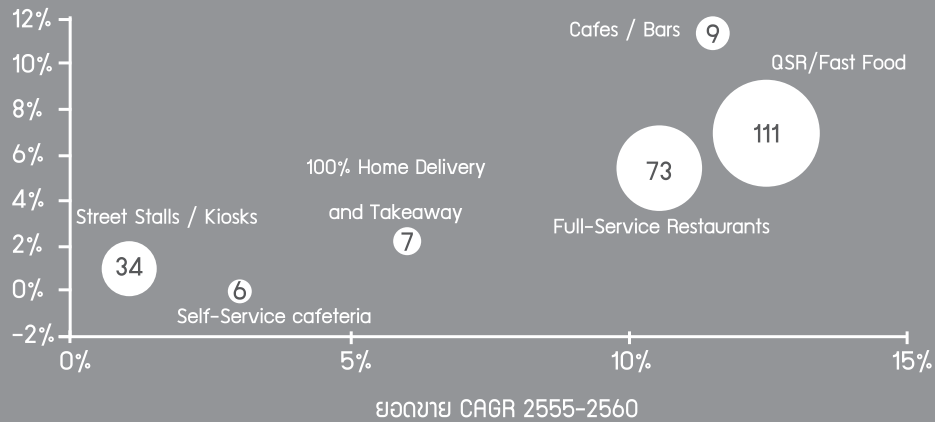 12%
Cafes / Bars 9
10%
QSR/Fast Food
8%
111
6%
100% Home Delivery
73
4%
and Takeaway
Street Stalls / Kiosks
Full-Service Restaurants
2%
7
34
0%
6
Self-Service cafeteria
-2%
0% 5% 10% 15%
ยอดขาย CAGR 2555-2560